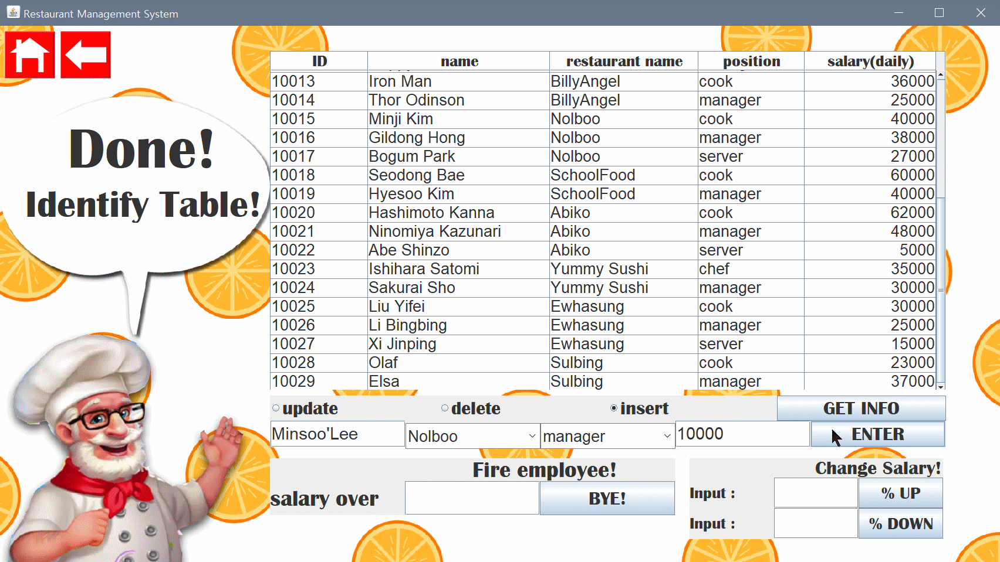 Restaurant Management System
Done!
Identify Table!
ID name restaurant name position salary(daily)
10013 Iron Man BillyAngel cook 36000
10014 Thor Odinson BillyAngel manager 25000
10015 Minji Kim Nolboo cook 40000
10016 Gildong Hong Nolboo manager 38000
10017 Bogum Park Nolboo server 27000
10018 Seodong Bae SchoolFood cook 60000
10019 Hyesoo Kim SchoolFood manager 40000
10020 Hashimoto Kanna Abiko cook 62000
10021 Ninomiya Kazunari Abiko manager 48000
10022 Abe Shinzo Abiko server 5000
10023 Ishihara Satomi Yummy Sushi chef 35000
10024 Sakurai Sho Yummy Sushi manager 30000
10025 Liu Yifei Ewhasung cook 30000
10026 Li Bingbing Ewhasung manager 25000
10027 Xi Jinping Ewhasung server 15000
10028 Olaf Sulbing cook 23000
10029 Elsa Sulbing manager 37000
update delete insert GET INFO
Minsoo'Lee Nolboo manager 10000 ENTER
Fire employee!
salary over BYE!
Change Salary!
Input : % UP
Input : % DOWN